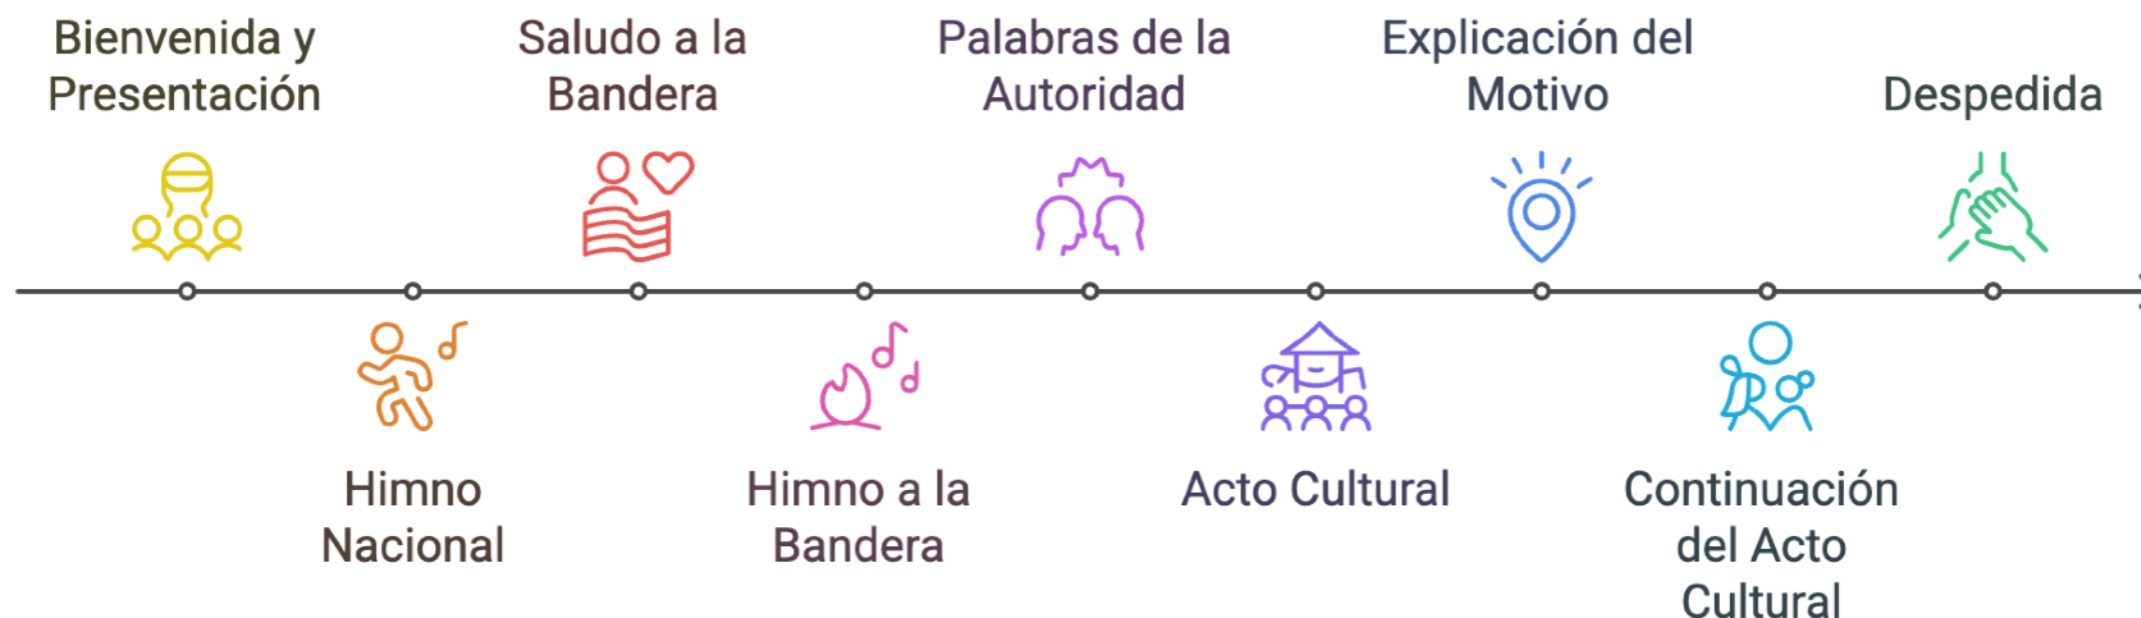 Bienvenida y
Presentación
Himno
Nacional
Saludo a la
Bandera
Himno a la
Bandera
Palabras de la
Autoridad
Acto Cultural
Explicación del
Motivo
Continuación
del Acto
Cultural
Despedida